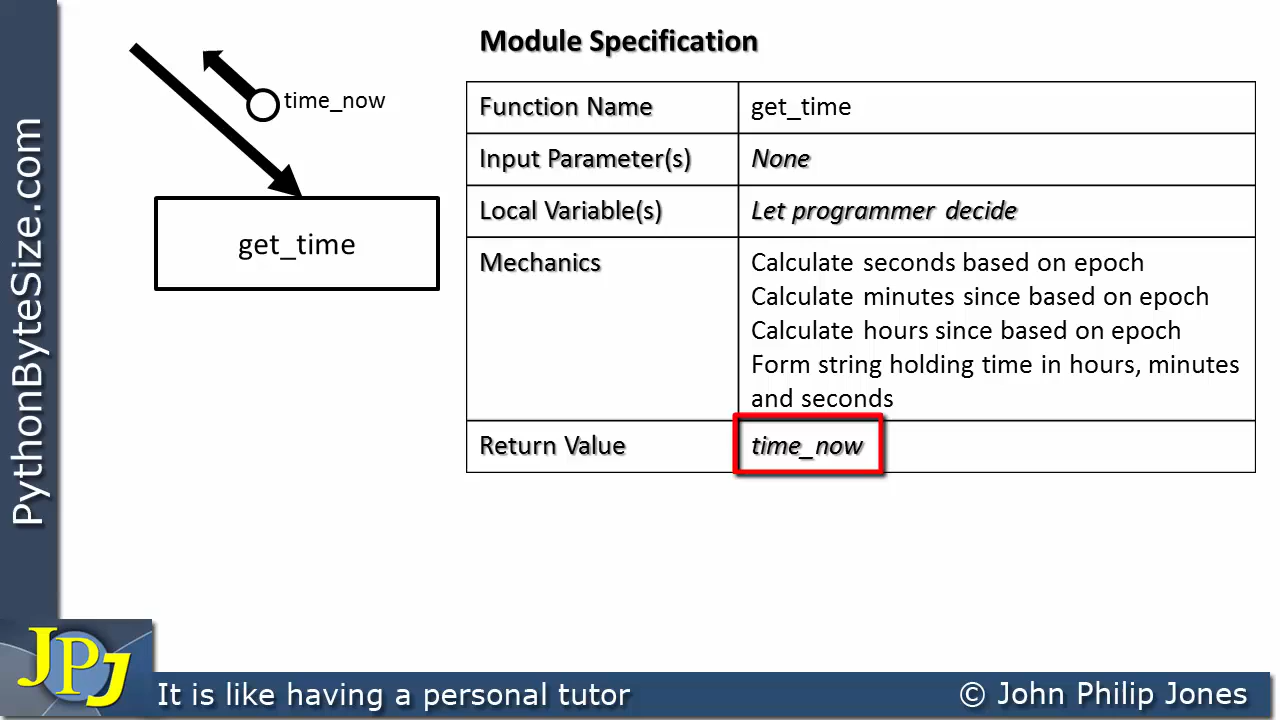 Module Specification
time_now
get_time
Function Name
get_time
Input Parameter(s)
None
Local Variable(s)
Let programmer decide
Mechanics
Calculate seconds based on epoch
Calculate minutes since based on epoch
Calculate hours since based on epoch
Form string holding time in hours, minutes
and seconds
Return Value
time_now
PythonByteSize.com
JPJ
It is like having a personal tutor
© John Philip Jones